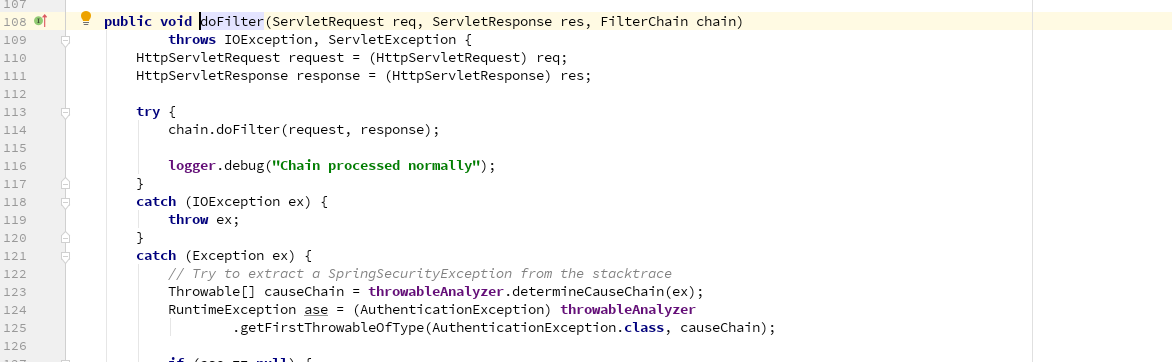 107
108 public void doFilter(ServletRequest req, ServletResponse res, FilterChain chain)
109 throws IOException, ServletException {
110 HttpServletRequest request = (HttpServletRequest) req;
111 HttpServletResponse response = (HttpServletResponse) res;
112
113 try {
114 chain.doFilter(request, response);
115
116 logger.debug("Chain processed normally");
117 }
118 catch (IOException ex) {
119 throw ex;
120 }
121 catch (Exception ex) {
122 // Try to extract a SpringSecurityException from the stacktrace
123 Throwable[] causeChain = throwableAnalyzer.determineCauseChain(ex);
124 RuntimeException ase = (AuthenticationException) throwableAnalyzer
125 .getFirstThrowableOfType(AuthenticationException.class, causeChain);
126
127 if (ase == null) {